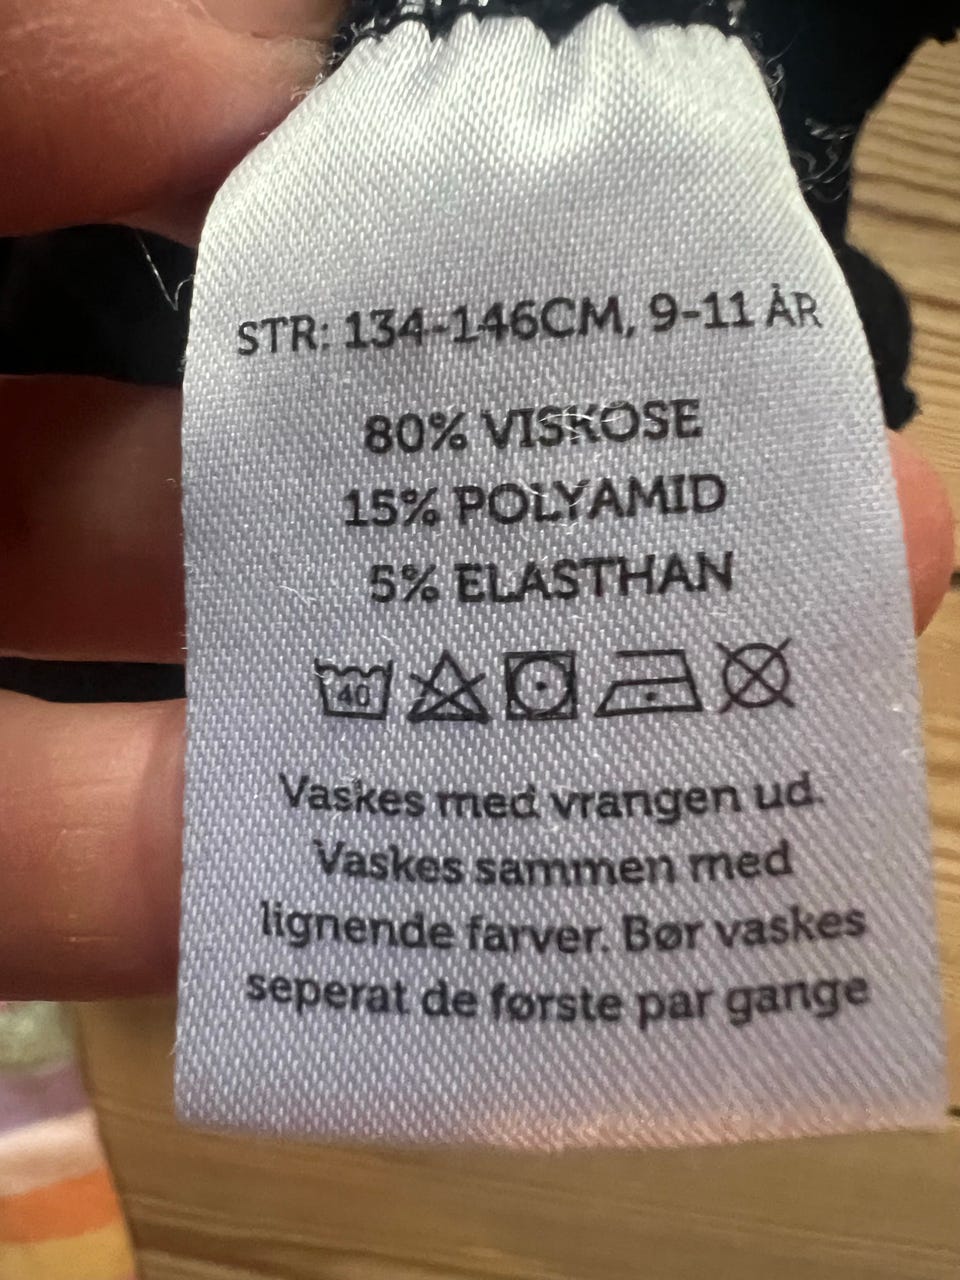 STR: 134-146CM, 9-11 ÅR
80% VISKOSE
15% POLYAMID
5% ELASTHAN
40
Vaskes med vrangen ud.
Vaskes sammen med
lignende farver. Bør vaskes
seperat de første par gange